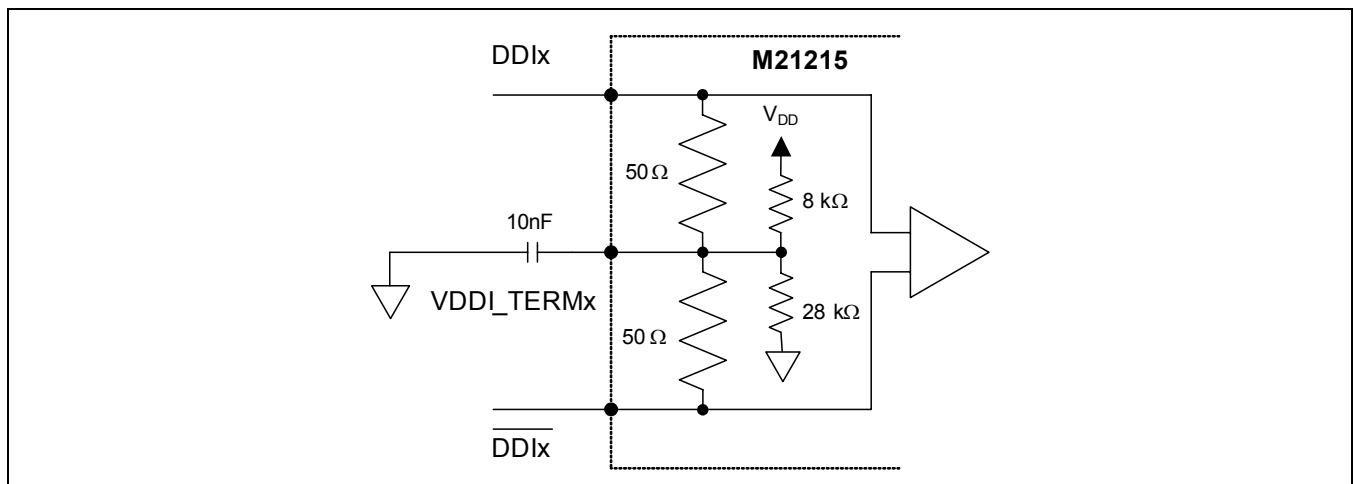 DDIx
M21215
VDD
50 Ω
8 kΩ
10nF
VDDI_TERMx
28 kΩ
50 Ω
DDIx